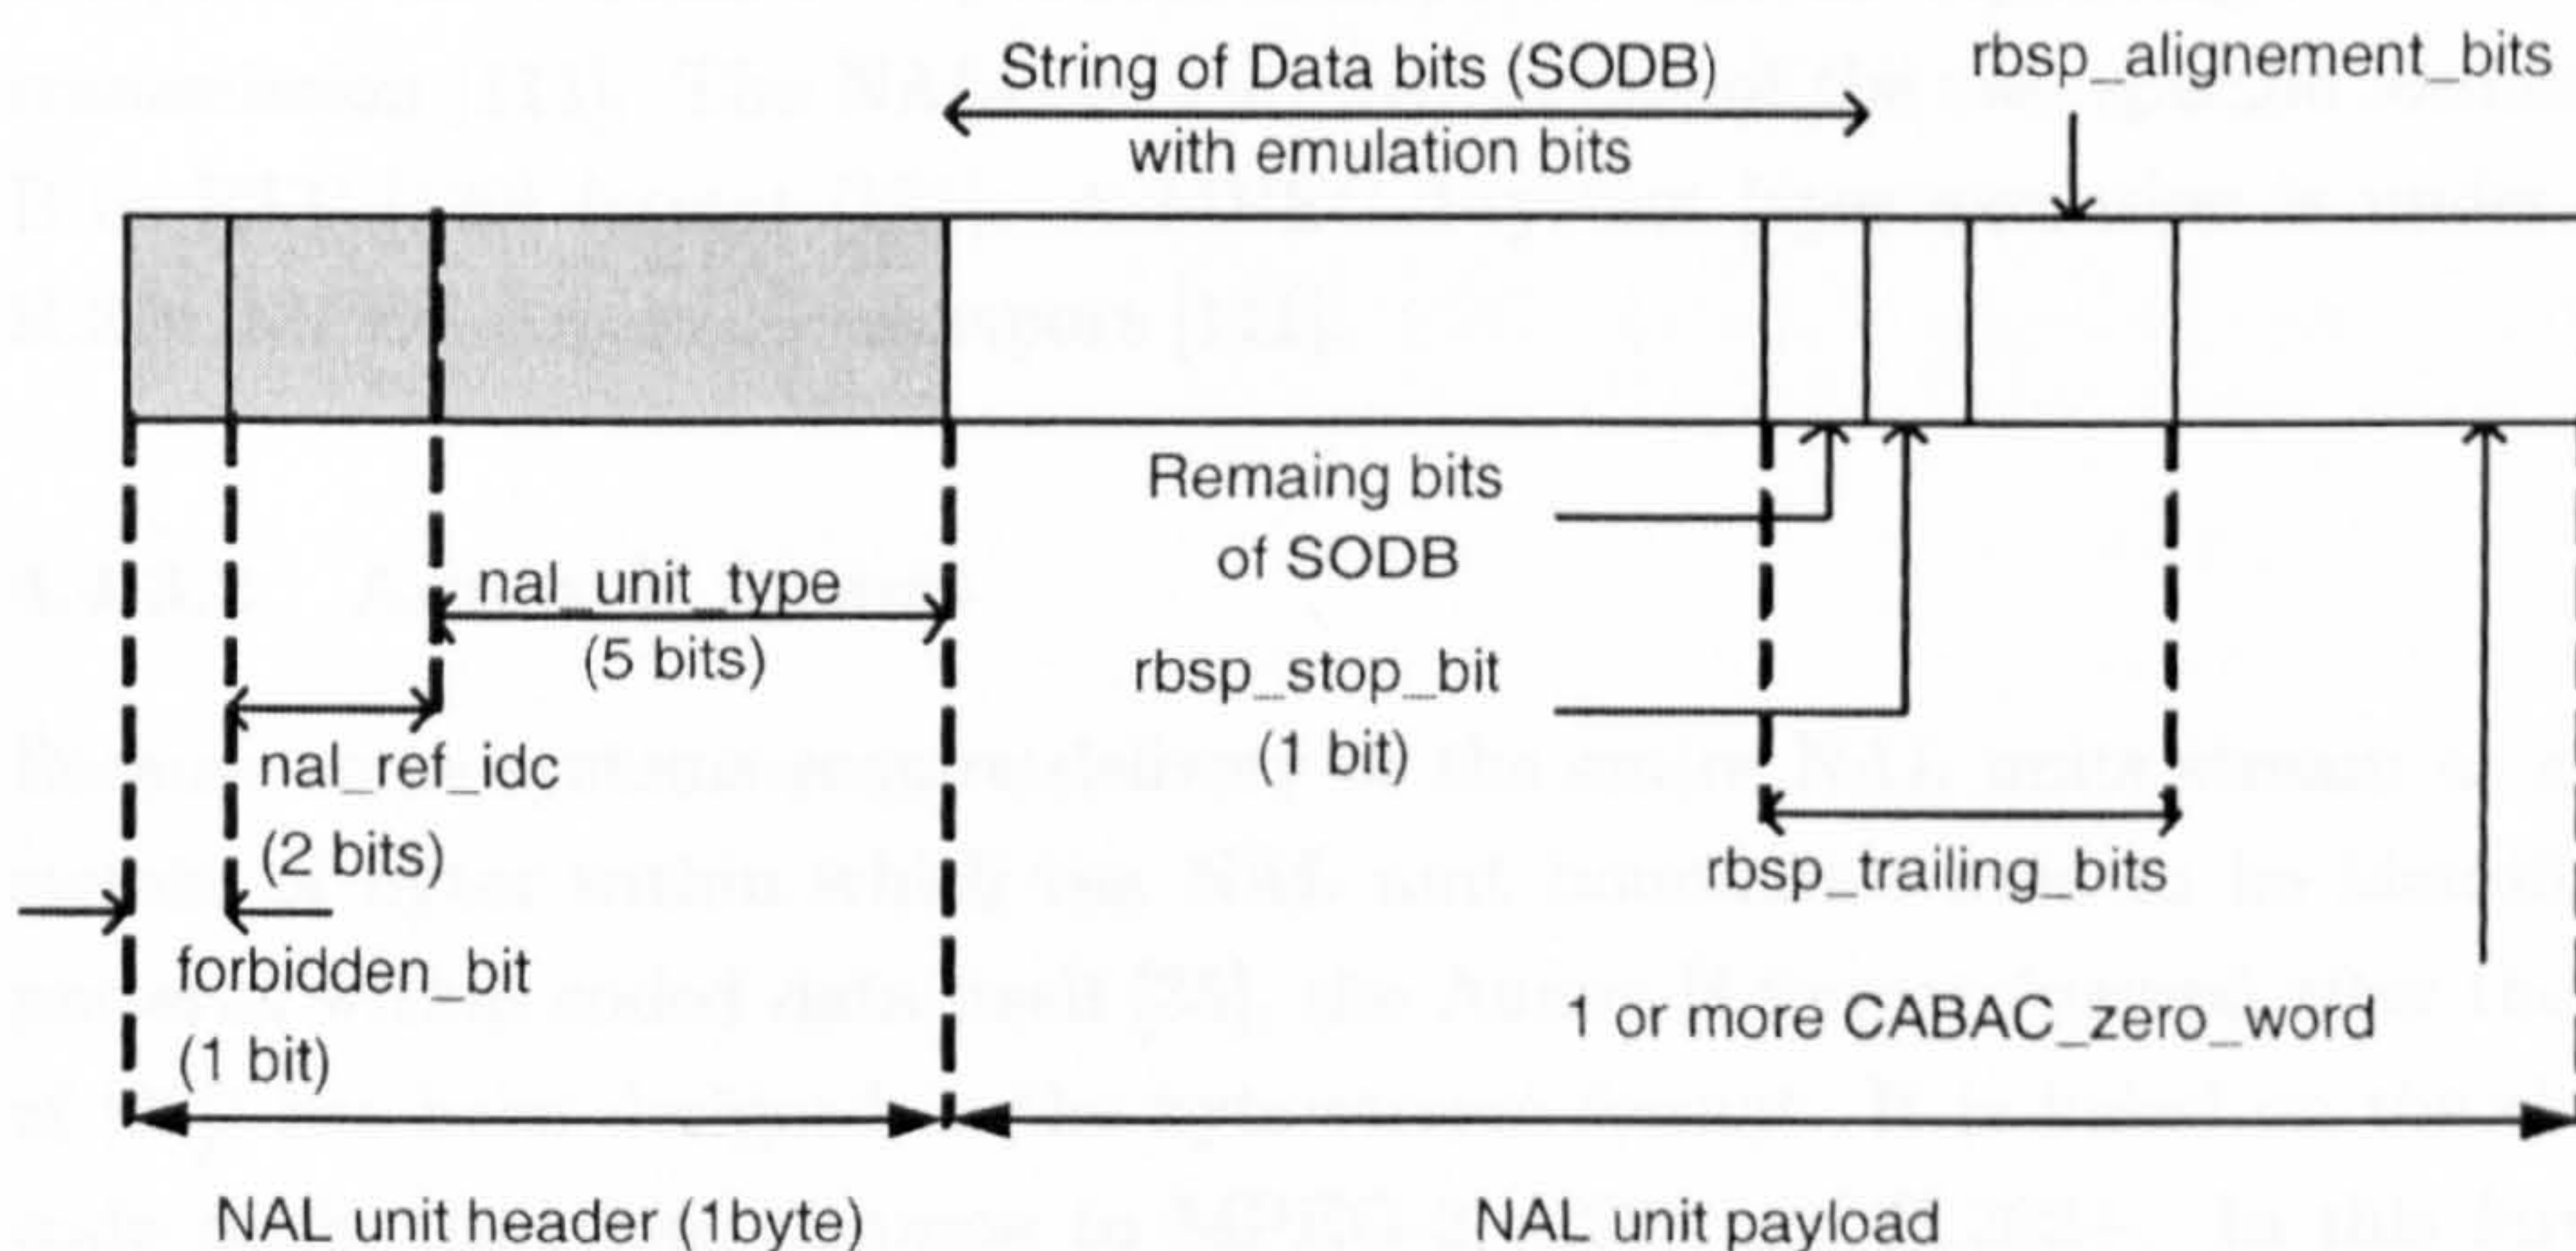 String of Data bits (SODB)
with emulation bits
rbsp_alignement_bits
Remaing bits
of SODB
nal_unit_type
(5 bits)
rbsp_stop_bit
(1 bit)
nal_ref_idc
(2 bits)
rbsp_trailing_bits
forbidden_bit
(1 bit)
1 or more CABAC_zero_word
NAL unit header (1byte)
NAL unit payload